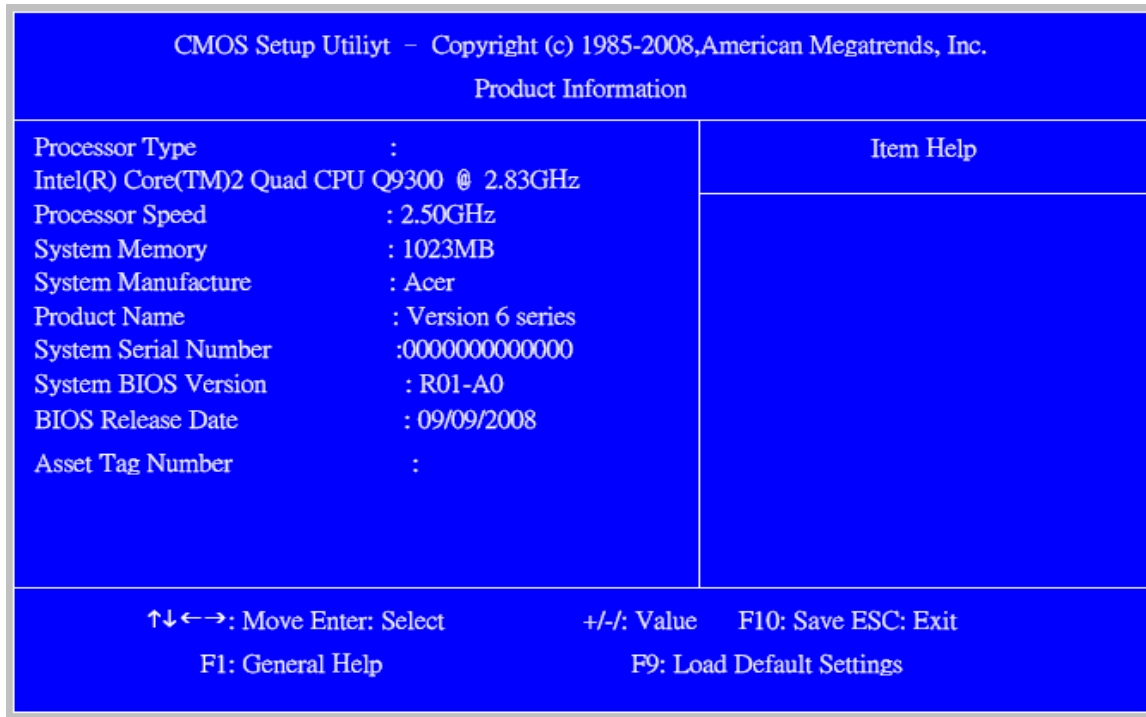 CMOS Setup Utiliyt – Copyright (c) 1985-2008,American Megatrends, Inc.
Product Information
Processor Type :
Intel(R) Core(TM)2 Quad CPU Q9300 @ 2.83GHz
Processor Speed : 2.50GHz
System Memory : 1023MB
System Manufacture : Acer
Product Name : Version 6 series
System Serial Number :0000000000000
System BIOS Version : R01-A0
BIOS Release Date : 09/09/2008
Asset Tag Number :
Item Help
↑↓←→: Move Enter: Select +/-/: Value F10: Save ESC: Exit
F1: General Help F9: Load Default Settings